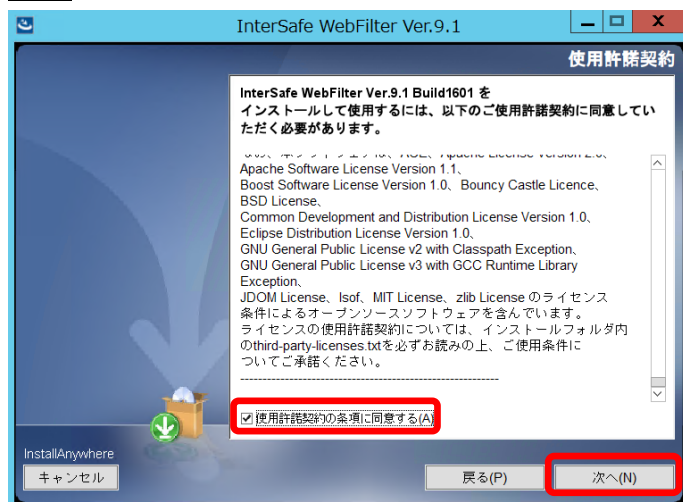 InterSafe WebFilter Ver.9.1
使用許諾契約
InterSafe WebFilter Ver.9.1 Build1601 を
インストールして使用するには、以下のご使用許諾契約に同意してい
ただく必要があります。
Apache Software License Version 1.1、
Boost Software License Version 1.0、Bouncy Castle Licence、
BSD License、
Common Development and Distribution License Version 1.0、
Eclipse Distribution License Version 1.0、
GNU General Public License v2 with Classpath Exception、
GNU General Public License v3 with GCC Runtime Library
Exception、
JDOM License、lsof、MIT License、zlib License のライセンス
条件によるオープンソースソフトウェアを含んでいます。
ライセンスの使用許諾契約については、インストールフォルダ内
のthird-party-licenses.txtを必ずお読みの上、ご使用条件に
ついてご承諾ください。
------------------------------------------------------------
使用許諾契約の条項に同意する(A)
InstallAnywhere
キャンセル
戻る(P)
次へ(N)